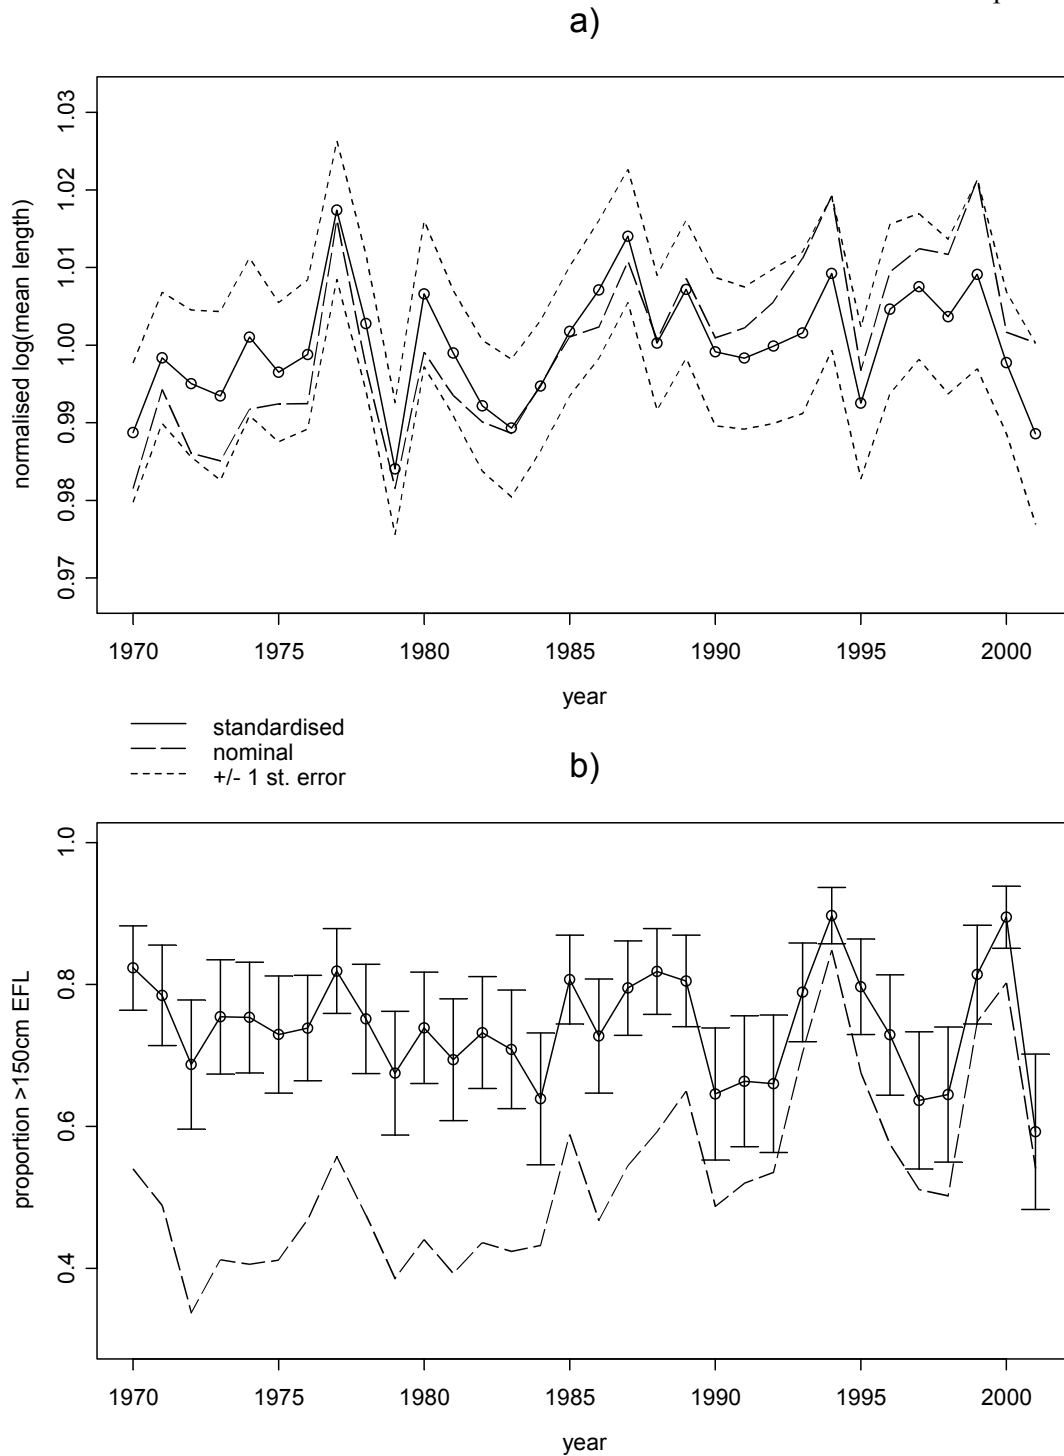 a)
1.03
1.02
1.01
1.00
0.99
0.98
0.97
normalised log(mean length)
1970 1975 1980 1985 1990 1995 2000
year
standardised
nominal
+/- 1 st. error
b)
1.0
0.8
0.6
0.4
proportion >150cm EFL
1970 1975 1980 1985 1990 1995 2000
year